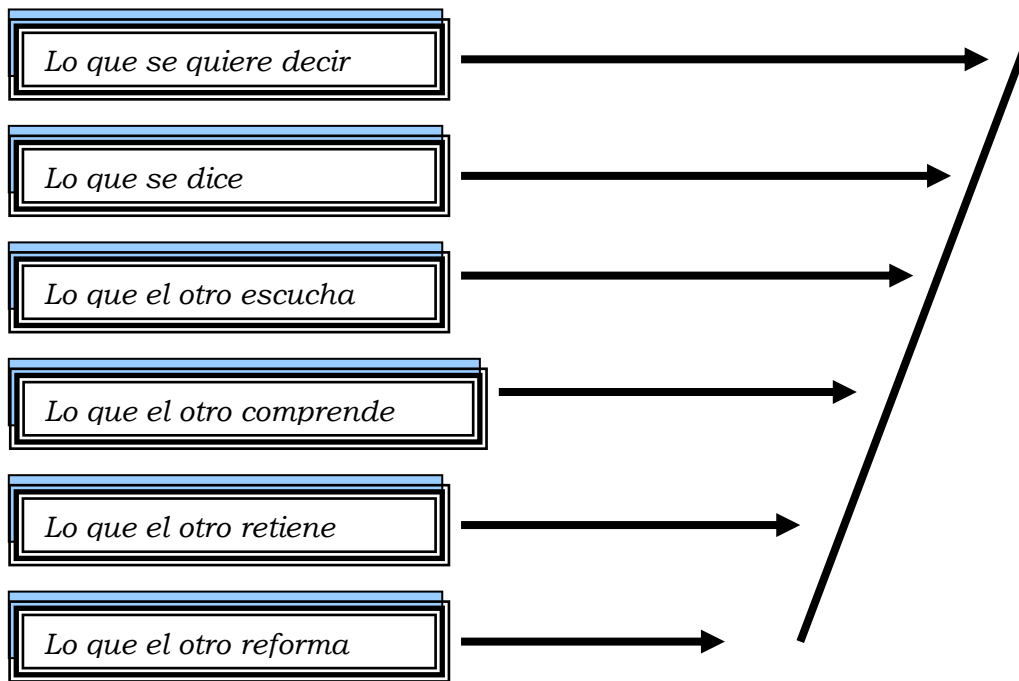 Lo que se quiere decir
Lo que se dice
Lo que el otro escucha
Lo que el otro comprende
Lo que el otro retiene
Lo que el otro reforma